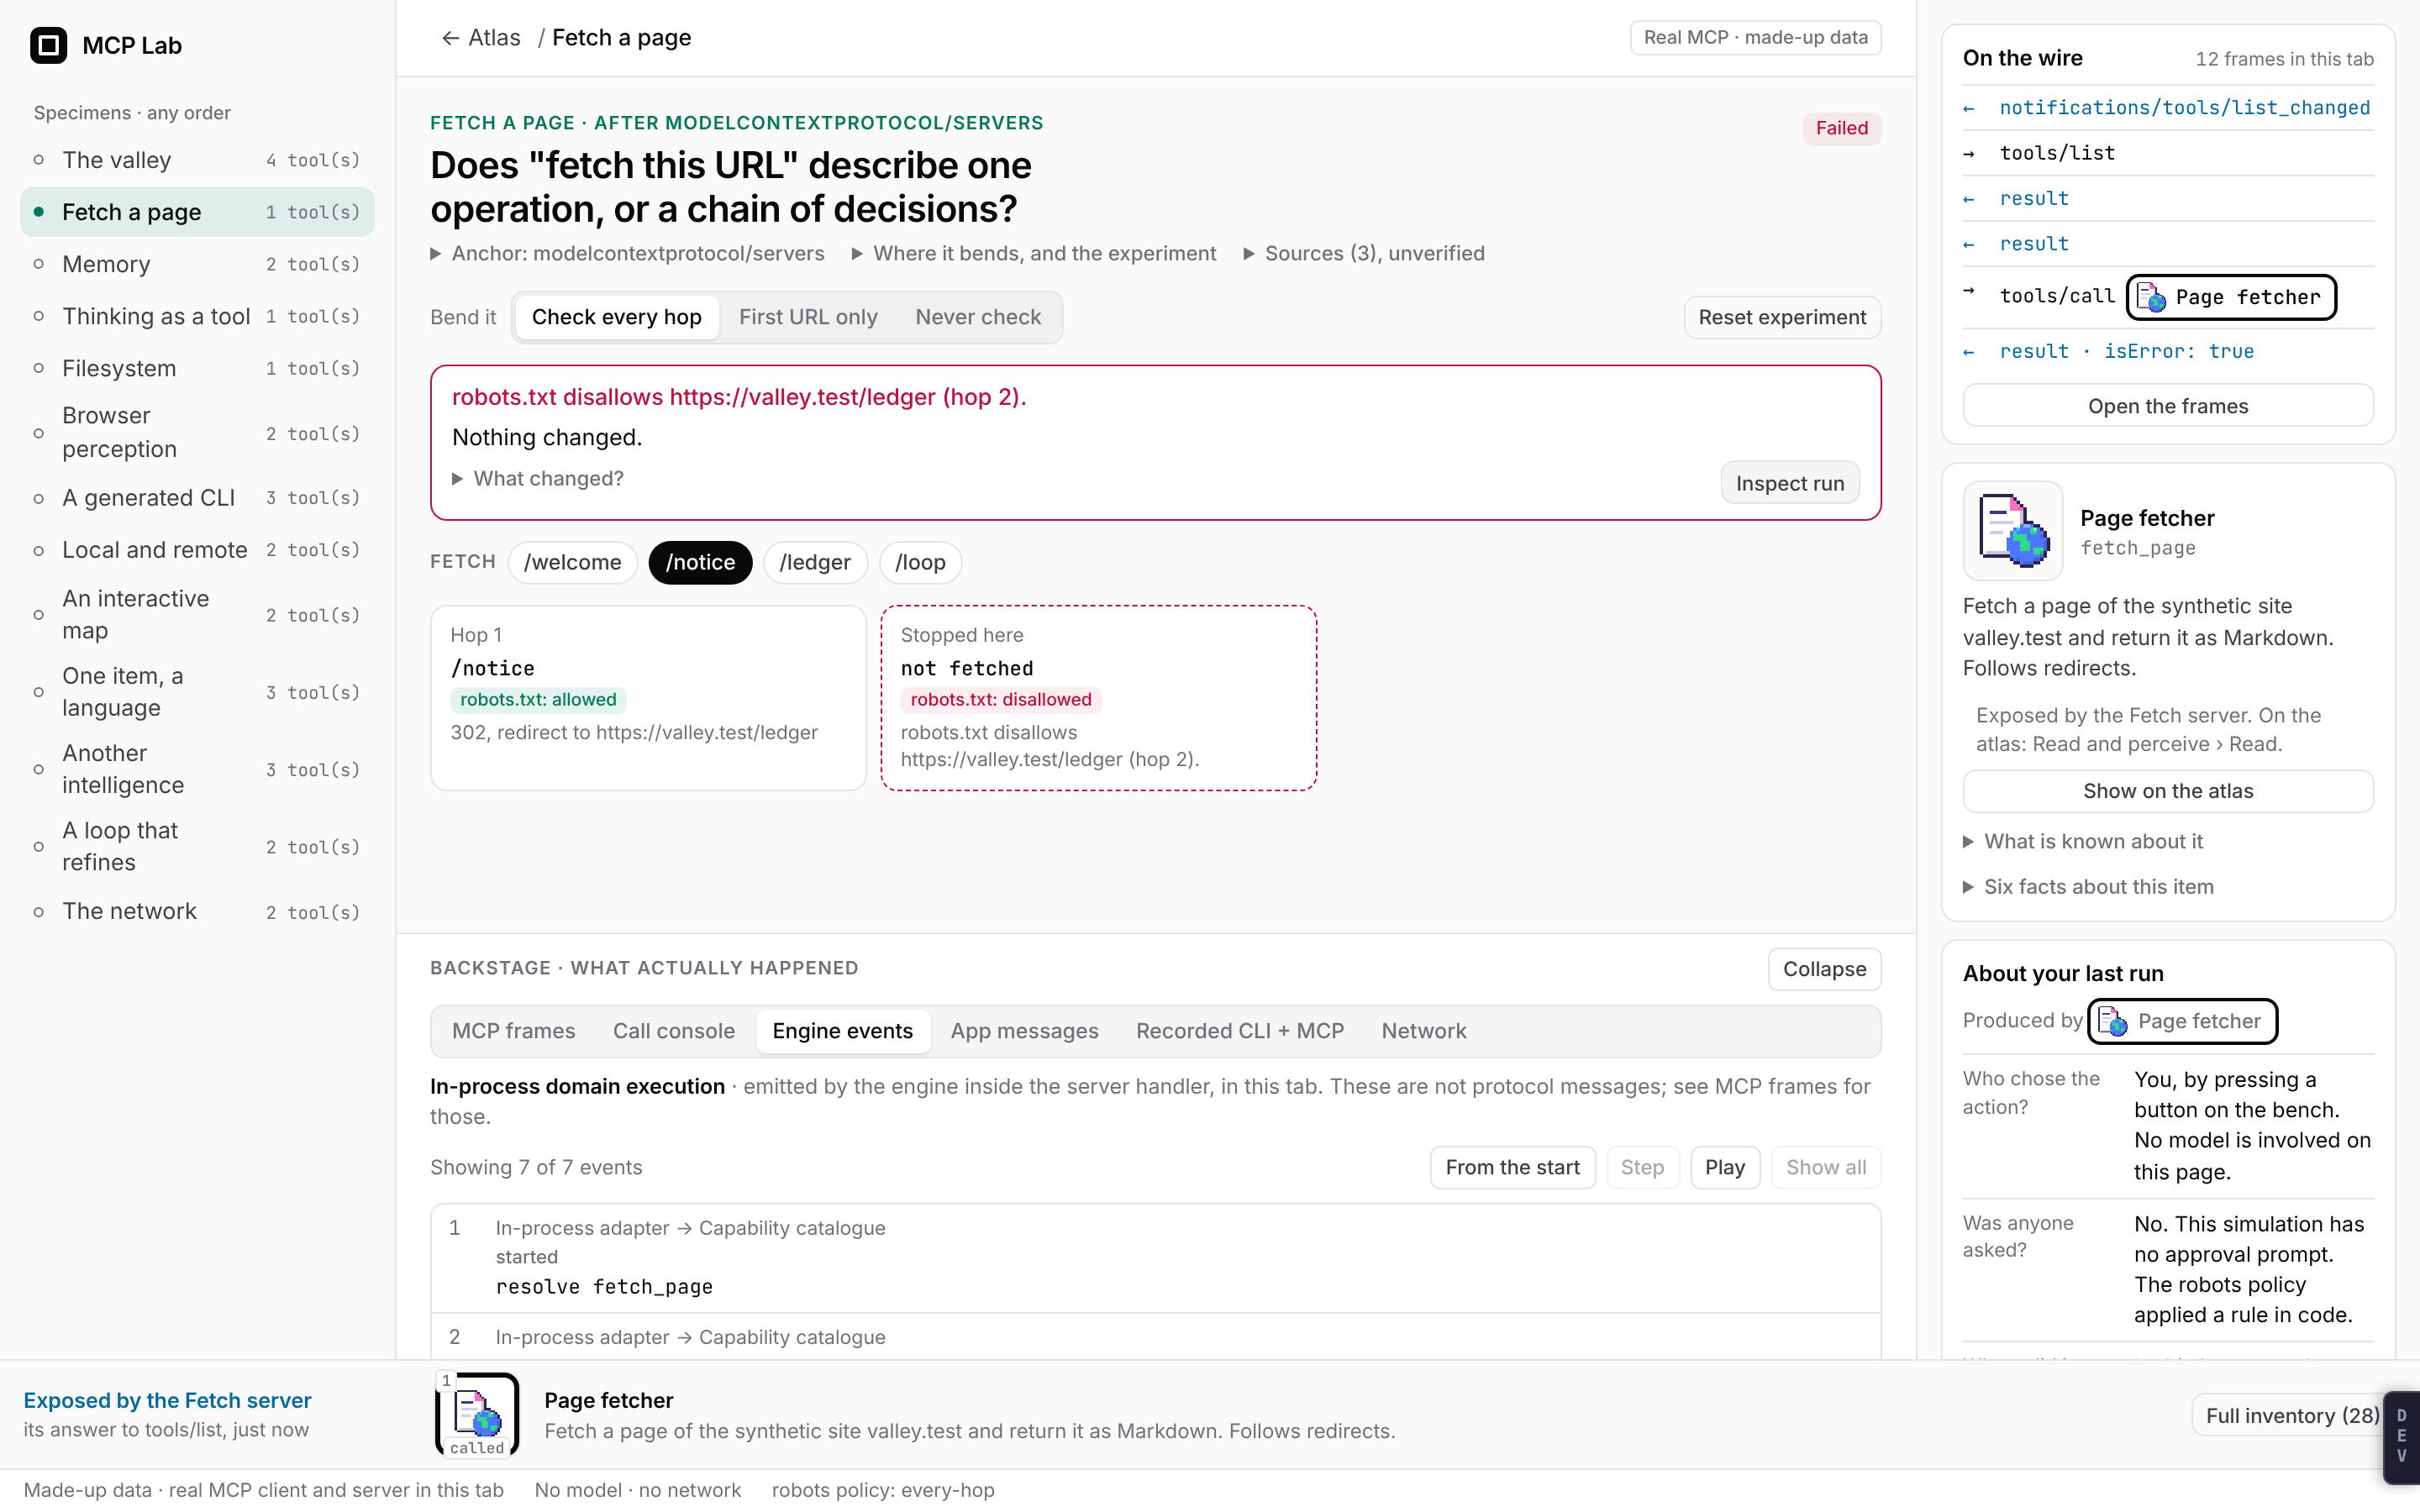 MCP Lab
Specimens · any order
The valley 4 tool(s)
Fetch a page 1 tool(s)
Memory 2 tool(s)
Thinking as a tool 1 tool(s)
Filesystem 1 tool(s)
Browser
perception 2 tool(s)
A generated CLI 3 tool(s)
Local and remote 2 tool(s)
An interactive
map 2 tool(s)
One item, a
language 3 tool(s)
Another
intelligence 3 tool(s)
A loop that
refines 2 tool(s)
The network 2 tool(s)
← Atlas / Fetch a page
Real MCP · made-up data
FETCH A PAGE · AFTER MODELCONTEXTPROTOCOL/SERVERS
Failed
Does "fetch this URL" describe one
operation, or a chain of decisions?
Anchor: modelcontextprotocol/servers
Where it bends, and the experiment
Sources (3), unverified
Bend it
Check every hop
First URL only
Never check
Reset experiment
robots.txt disallows https://valley.test/ledger (hop 2).
Nothing changed.
What changed?
Inspect run
FETCH
/welcome
/notice
/ledger
/loop
Hop 1
/notice
robots.txt: allowed
302, redirect to https://valley.test/ledger
Stopped here
not fetched
robots.txt: disallowed
robots.txt disallows
https://valley.test/ledger (hop 2).
BACKSTAGE · WHAT ACTUALLY HAPPENED
Collapse
MCP frames
Call console
Engine events
App messages
Recorded CLI + MCP
Network
In-process domain execution · emitted by the engine inside the server handler, in this tab. These are not protocol messages; see MCP frames for
those.
Showing 7 of 7 events
From the start
Step
Play
Show all
1 In-process adapter → Capability catalogue
started
resolve fetch_page
2 In-process adapter → Capability catalogue
On the wire
12 frames in this tab
← notifications/tools/list_changed
→ tools/list
← result
← result
→ tools/call Page fetcher
← result · isError: true
Open the frames
Page fetcher
fetch_page
Fetch a page of the synthetic site
valley.test and return it as Markdown.
Follows redirects.
Exposed by the Fetch server. On the
atlas: Read and perceive › Read.
Show on the atlas
What is known about it
Six facts about this item
About your last run
Produced by Page fetcher
Who chose the
action?
You, by pressing a
button on the bench.
No model is involved on
this page.
Was anyone
asked?
No. This simulation has
no approval prompt.
The robots policy
applied a rule in code.
Exposed by the Fetch server
its answer to tools/list, just now
1
called
Page fetcher
Fetch a page of the synthetic site valley.test and return it as Markdown. Follows redirects.
Full inventory (28)
DEV
Made-up data · real MCP client and server in this tab
No model · no network
robots policy: every-hop